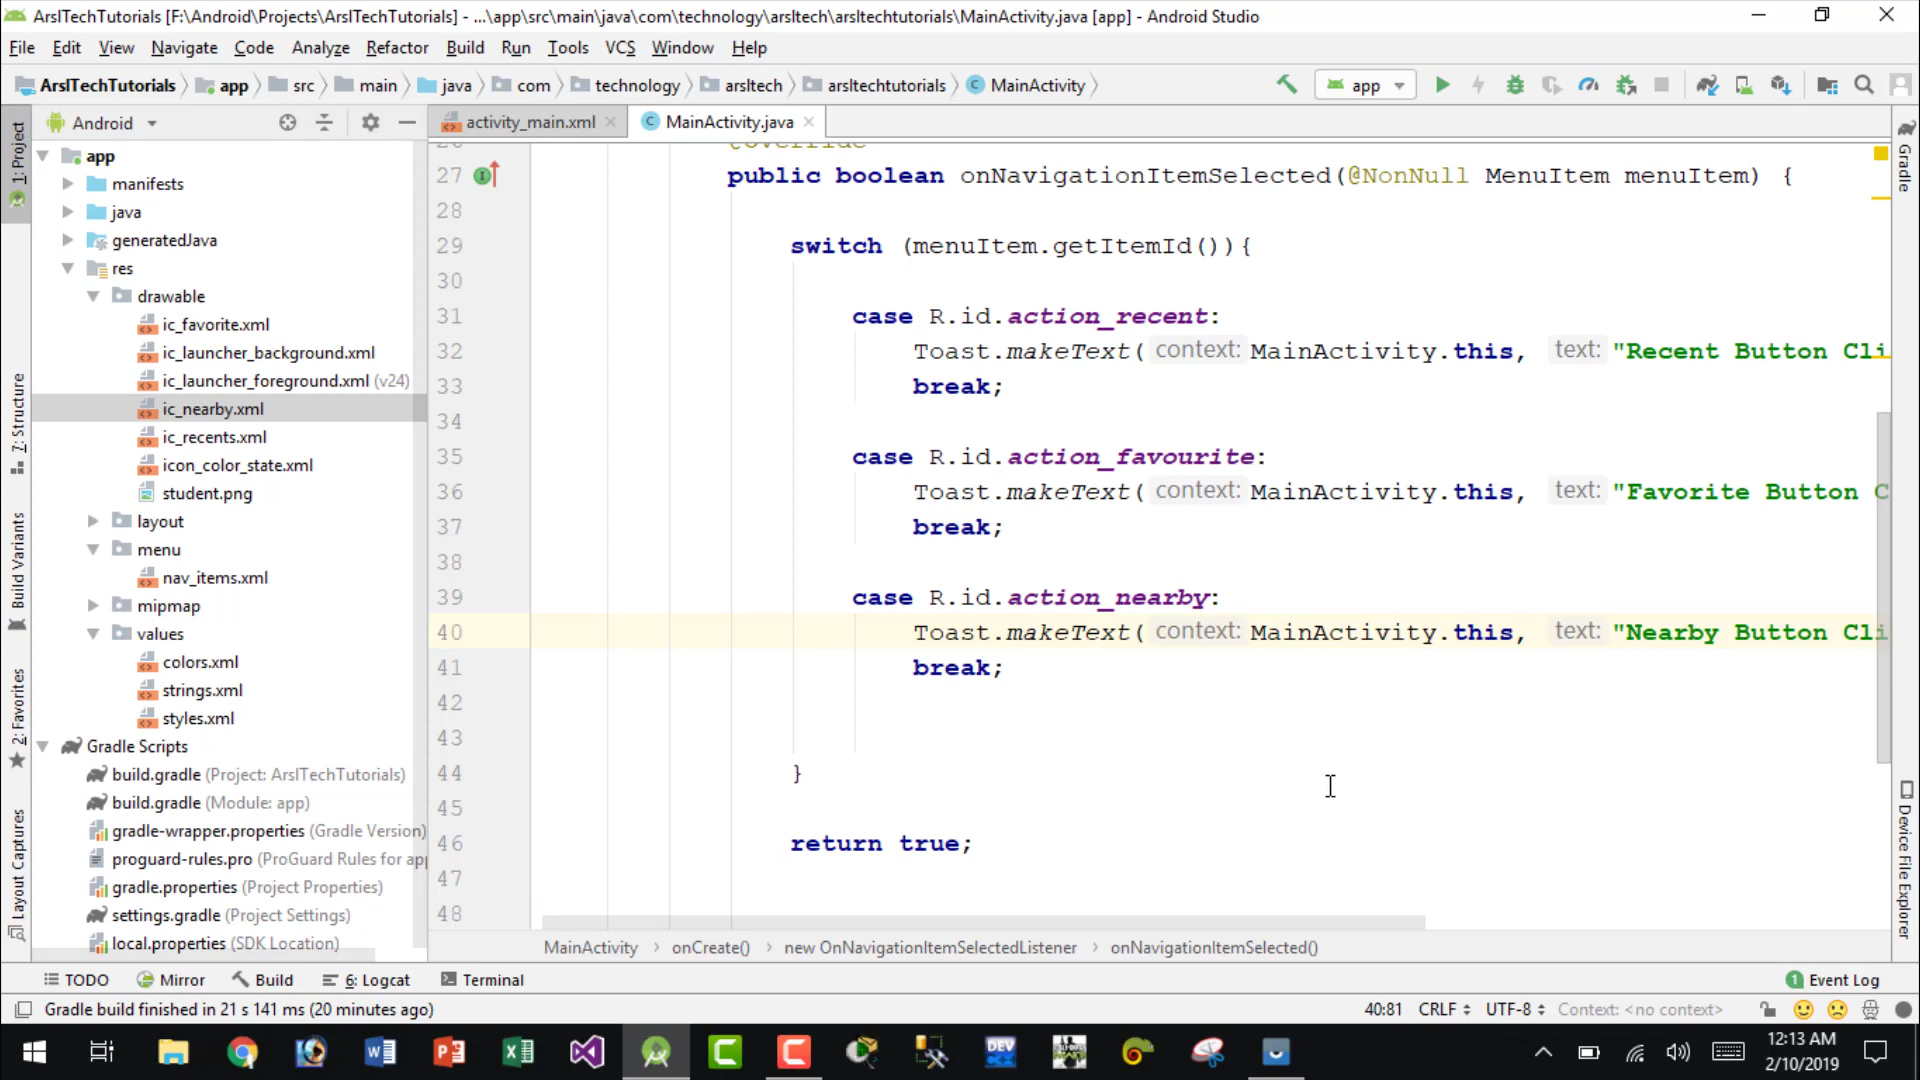 ArslTechTutorials [F:\Android\Projects\ArslTechTutorials] - ...\app\src\main\java\com\technology\arsltech\arsltechtutorials\MainActivity.java [app] - Android Studio
File Edit View Navigate Code Analyze Refactor Build Run Tools VCS Window Help
ArslTechTutorials app src main java com technology arsltech arsltechtutorials MainActivity app
Android
activity_main.xml
MainActivity.java
1: Project
7: Structure
Build Variants
2: Favorites
Layout Captures
app
manifests
java
generatedJava
res
drawable
ic_favorite.xml
ic_launcher_background.xml
ic_launcher_foreground.xml (v24)
ic_nearby.xml
ic_recents.xml
icon_color_state.xml
student.png
layout
menu
nav_items.xml
mipmap
values
colors.xml
strings.xml
styles.xml
Gradle Scripts
build.gradle (Project: ArslTechTutorials)
build.gradle (Module: app)
gradle-wrapper.properties (Gradle Version)
proguard-rules.pro (ProGuard Rules for app
gradle.properties (Project Properties)
settings.gradle (Project Settings)
local.properties (SDK Location)
26 @Override
27 public boolean onNavigationItemSelected(@NonNull MenuItem menuItem) {
28
29 switch (menuItem.getItemId()){
30
31 case R.id.action_recent:
32 Toast.makeText( context: MainActivity.this, text: "Recent Button Cli
33 break;
34
35 case R.id.action_favourite:
36 Toast.makeText( context: MainActivity.this, text: "Favorite Button C
37 break;
38
39 case R.id.action_nearby:
40 Toast.makeText( context: MainActivity.this, text: "Nearby Button Cli
41 break;
42
43
44 }
45
46 return true;
47
48
MainActivity › onCreate() › new OnNavigationItemSelectedListener › onNavigationItemSelected()
Gradle
Device File Explorer
TODO Mirror Build 6: Logcat Terminal 1 Event Log
Gradle build finished in 21 s 141 ms (20 minutes ago) 40:81 CRLF UTF-8 Context: <no context>
DEV
12:13 AM
2/10/2019